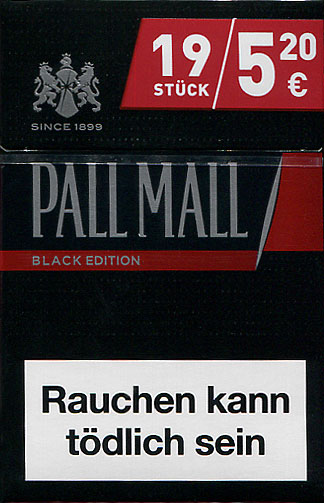 19 STÜCK / 5 20 €
SINCE 1899
PALL MALL
BLACK EDITION
Rauchen kann
tödlich sein